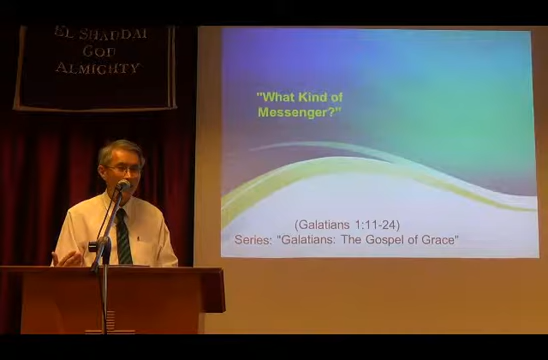 EL SHADDAI
GOD
ALMIGHTY
"What Kind of
Messenger?"
(Galatians 1:11-24)
Series: "Galatians: The Gospel of Grace"